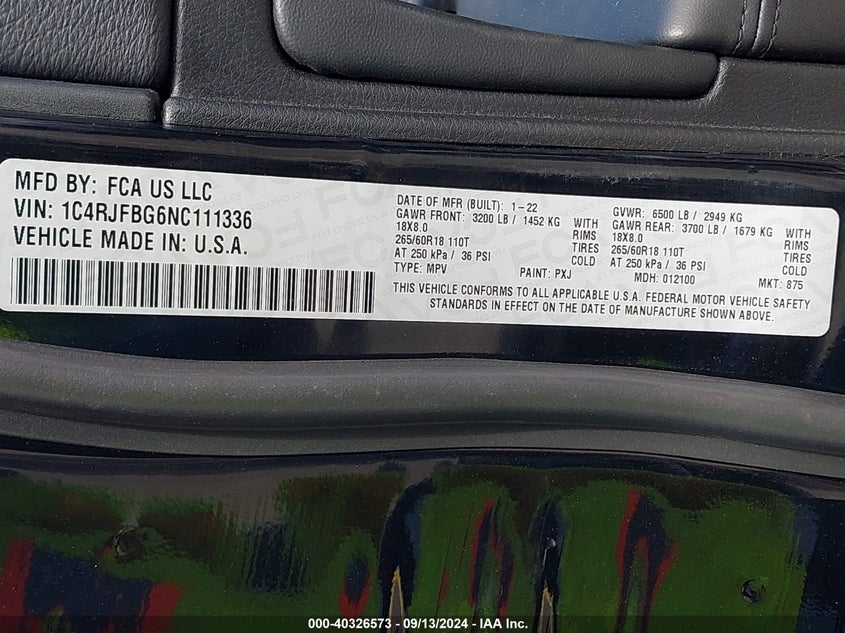 MFD BY: FCA US LLC
VIN: 1C4RJFBG6NC111336
VEHICLE MADE IN: U.S.A.
DATE OF MFR (BUILT): 1-22
GVWR: 6500 LB / 2949 KG
GAWR FRONT: 3200 LB / 1452 KG WITH
18X8.0 RIMS
265/60R18 110T TIRES
AT 250 kPa / 36 PSI COLD
GAWR REAR: 3700 LB / 1679 KG WITH
18X8.0 RIMS
265/60R18 110T TIRES
AT 250 kPa / 36 PSI COLD
TYPE: MPV PAINT: PXJ MDH: 012100 MKT: 875
THIS VEHICLE CONFORMS TO ALL APPLICABLE U.S.A. FEDERAL MOTOR VEHICLE SAFETY
STANDARDS IN EFFECT ON THE DATE OF MANUFACTURE SHOWN ABOVE.
000-40326573 — 09/13/2024 — IAA Inc.